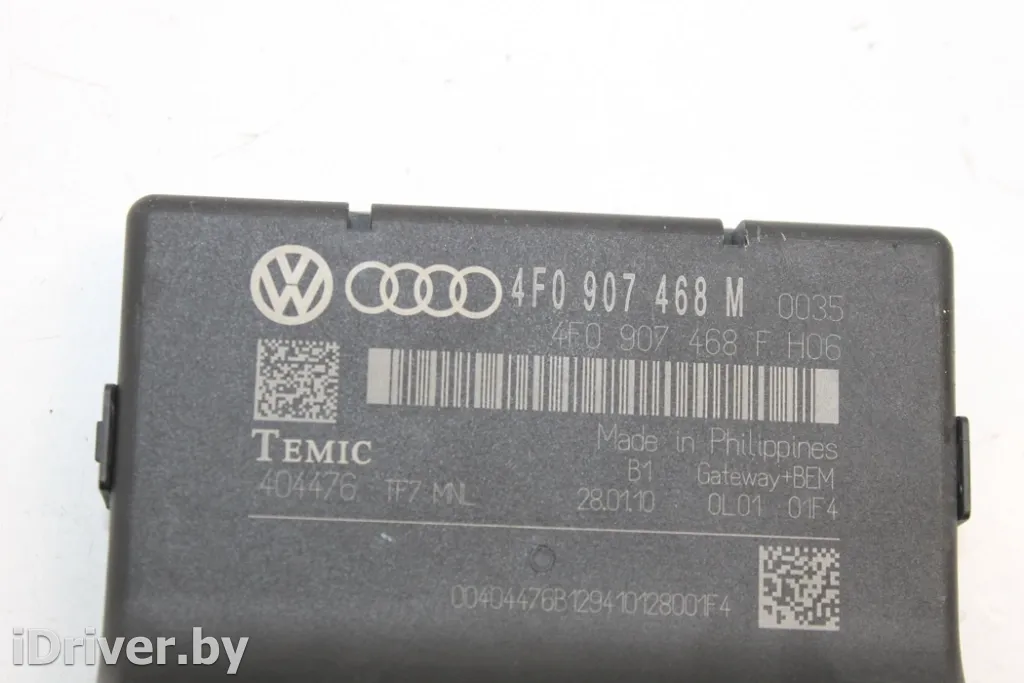 4F0 907 468 M 0035
4F0 907 468 F H06
Made in Philippines
TEMIC
B1 Gateway+BEM
404476 TF7 MNL 28.01.10 0L01 01F4
00404476B129410128001F4
iDriver.by